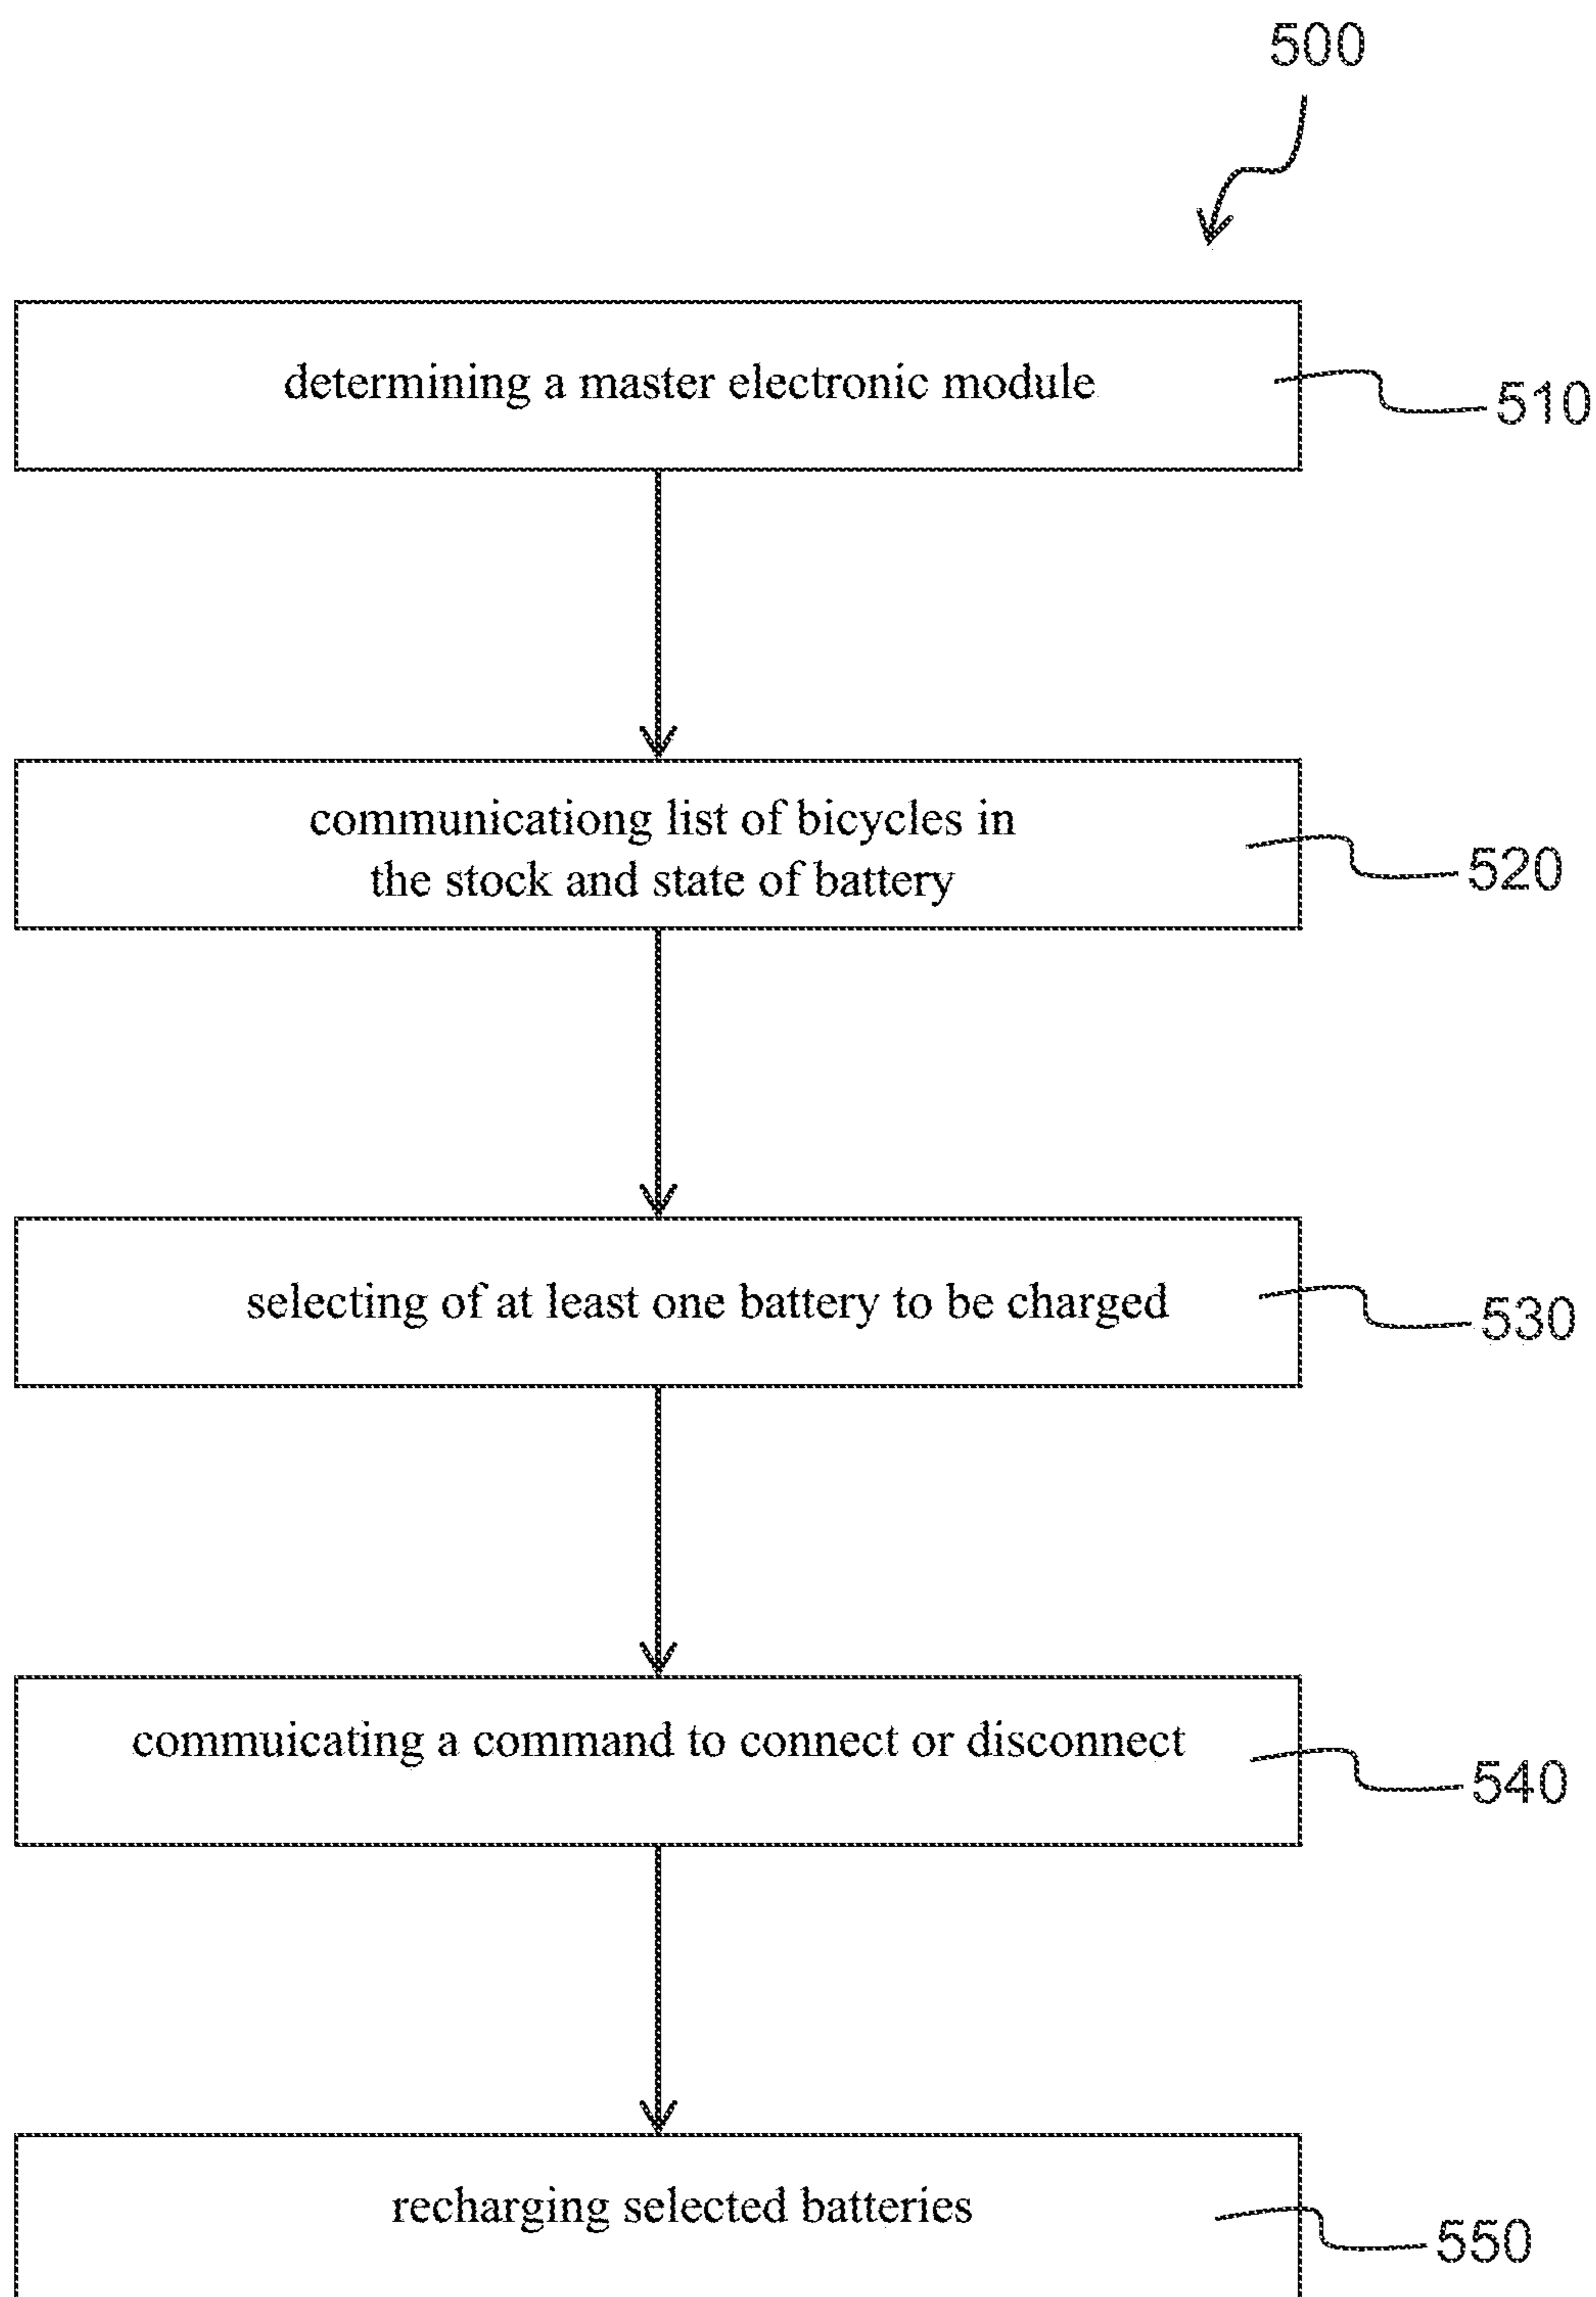 500
determining a master electronic module
510
communicationg list of bicycles in
the stock and state of battery
520
selecting of at least one battery to be charged
530
commuicating a command to connect or disconnect
540
recharging selected batteries
550